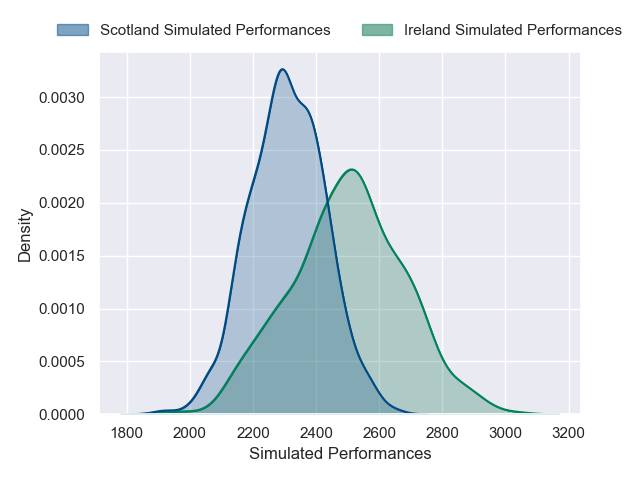 Scotland Simulated Performances Ireland Simulated Performances
0.0030
0.0025
0.0020
0.0015
0.0010
0.0005
0.0000
Density
1800 2000 2200 2400 2600 2800 3000 3200
Simulated Performances